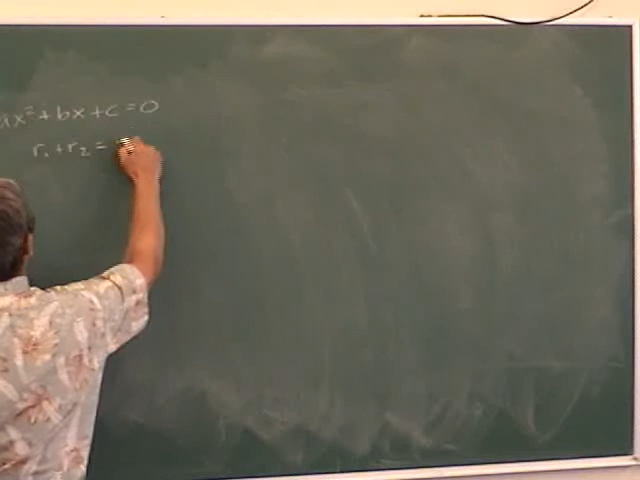 ax²+bx+c=0
r₁+r₂=